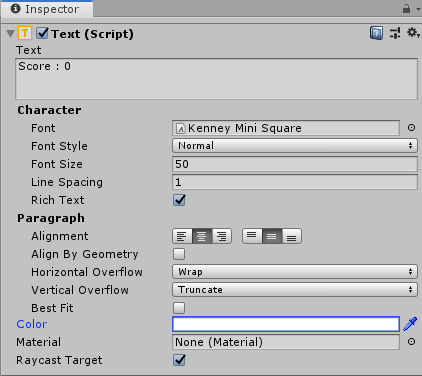 Inspector
Text (Script)
Text
Score : 0
Character
Font Kenney Mini Square
Font Style Normal
Font Size 50
Line Spacing 1
Rich Text
Paragraph
Alignment
Align By Geometry
Horizontal Overflow Wrap
Vertical Overflow Truncate
Best Fit
Color
Material None (Material)
Raycast Target